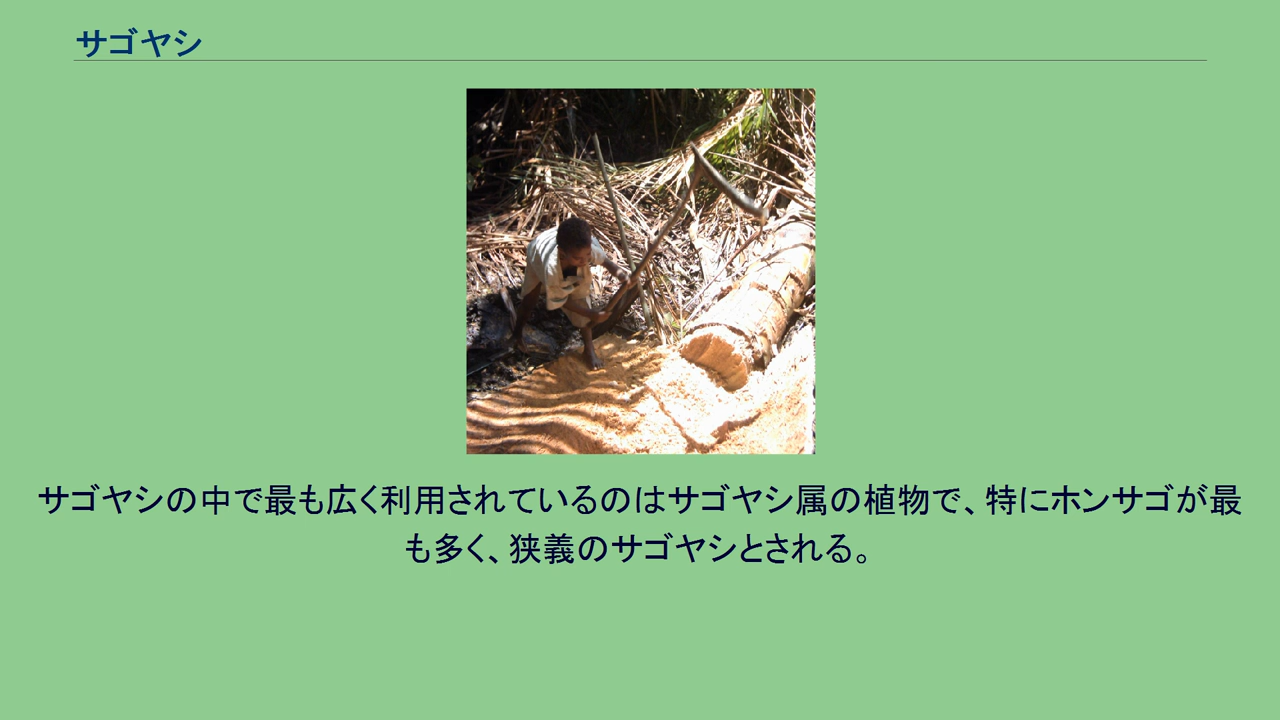 サゴヤシ
サゴヤシの中で最も広く利用されているのはサゴヤシ属の植物で、特にホンサゴが最
も多く、狭義のサゴヤシとされる。